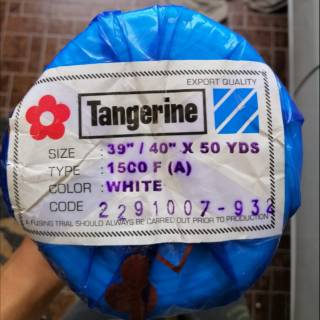 EXPORT QUALITY
Tangerine
SIZE : 39" / 40" X 50 YDS
TYPE : 1500 F (A)
COLOR : WHITE
CODE 2291007-932
A FUSING TRIAL SHOULD ALWAYS BE CARRIED OUT PRIOR TO PRODUCTION